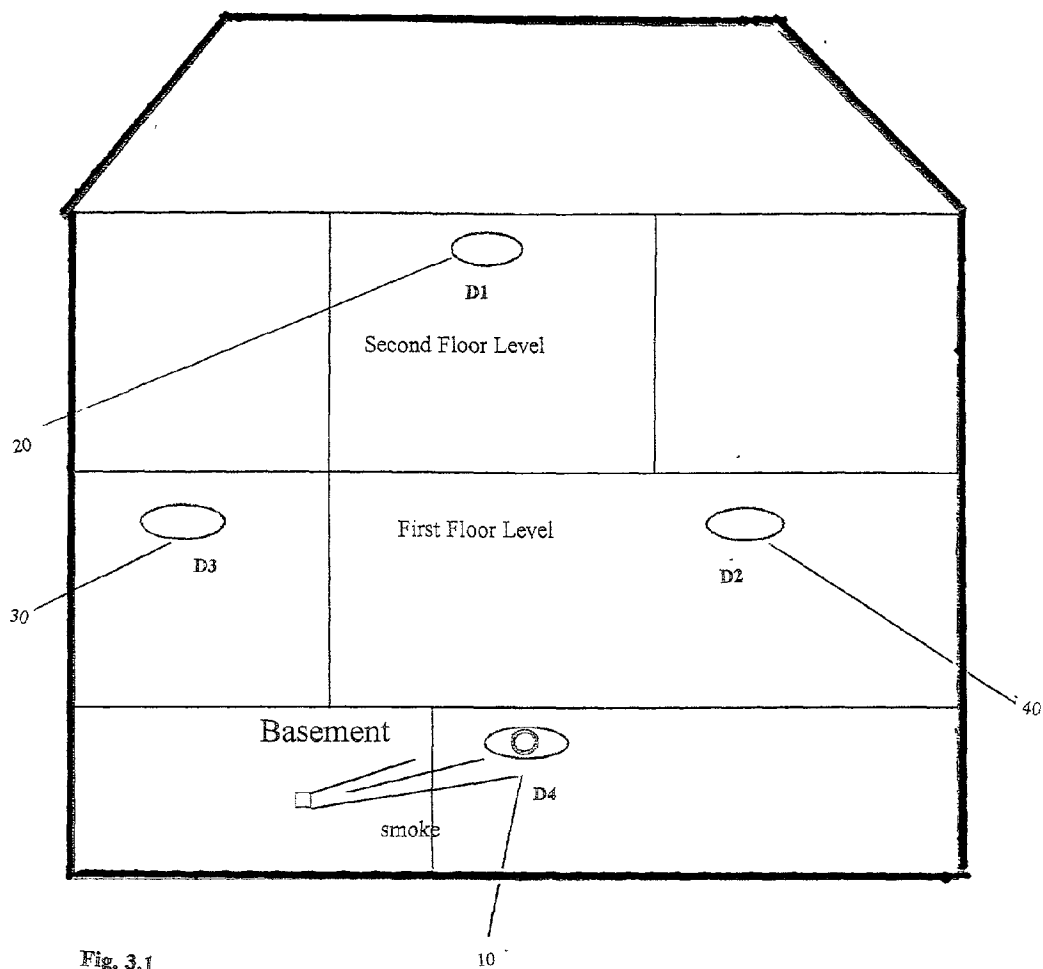 D1
Second Floor Level
20
First Floor Level
D3
D2
30
40
Basement
D4
smoke
Fig. 3.1
10